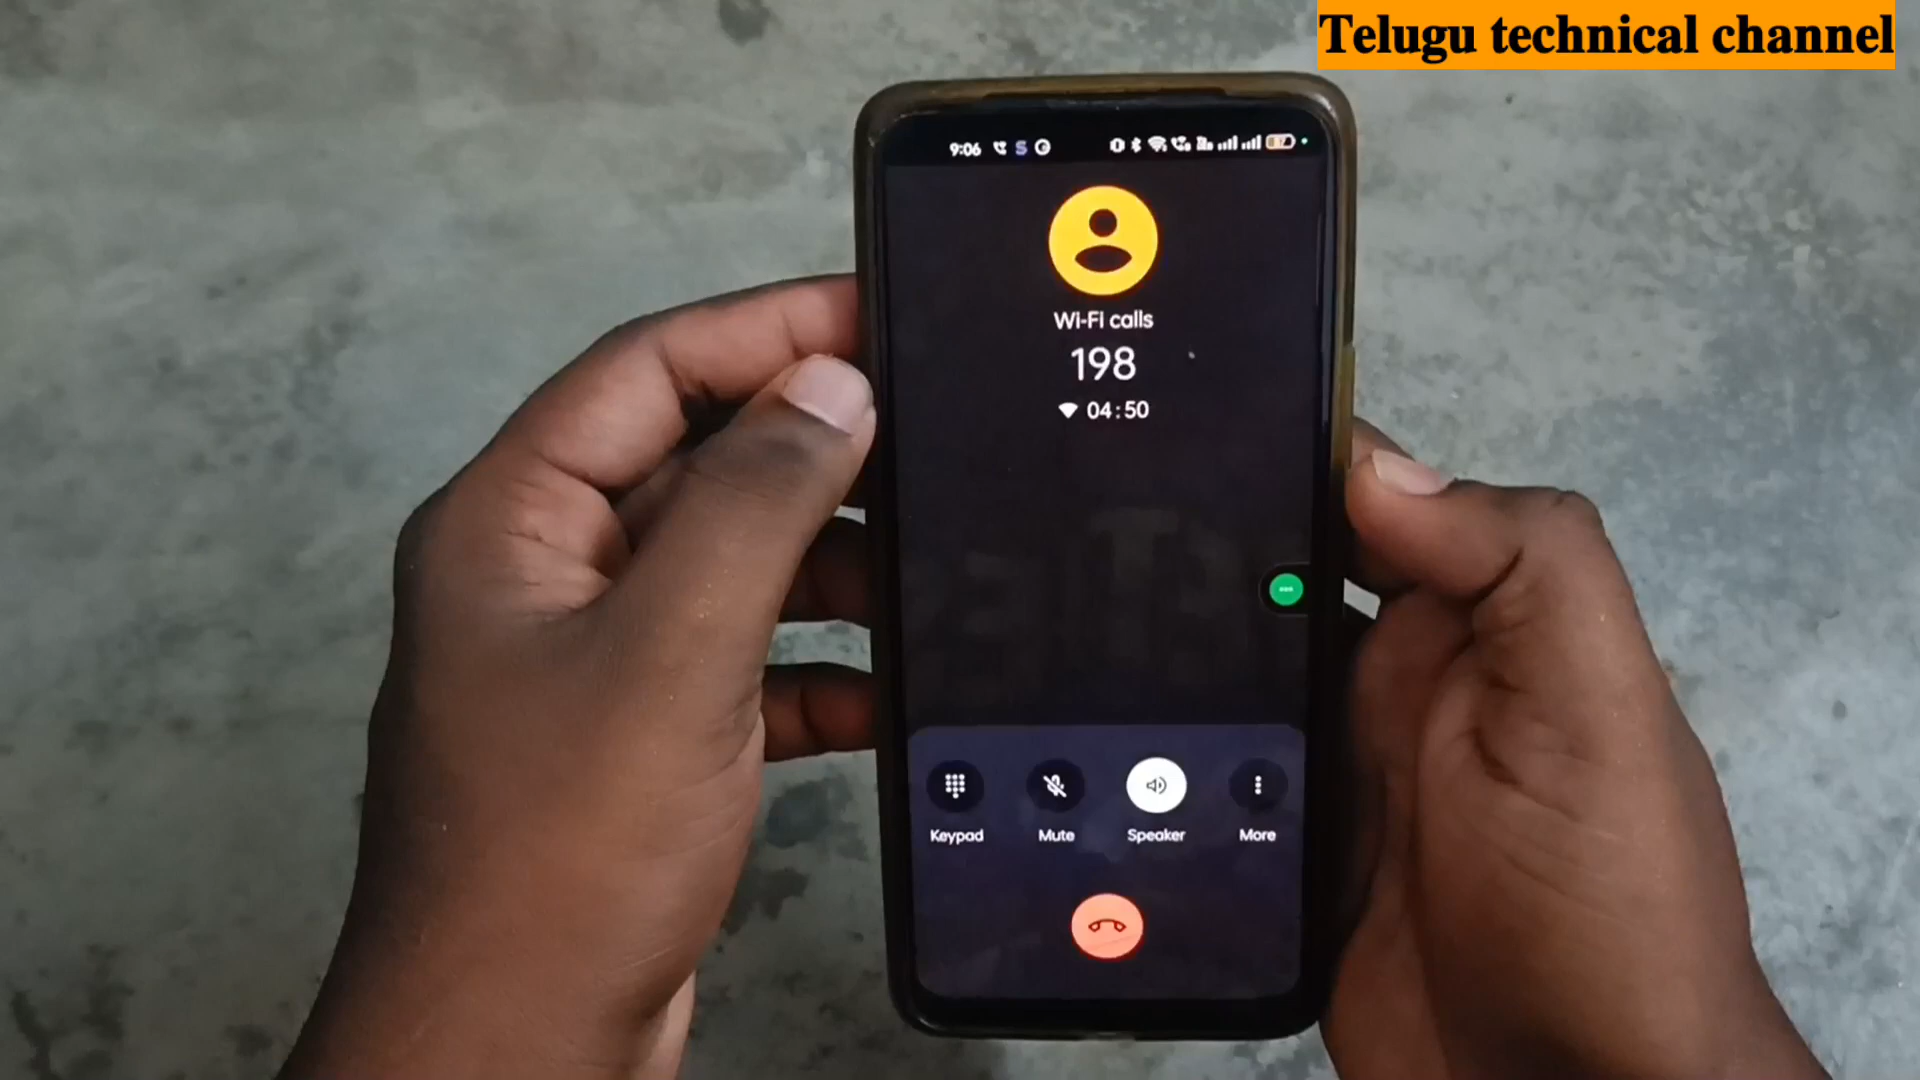 Telugu technical channel
9:06
Wi-Fi calls
198
04:50
Keypad Mute Speaker More